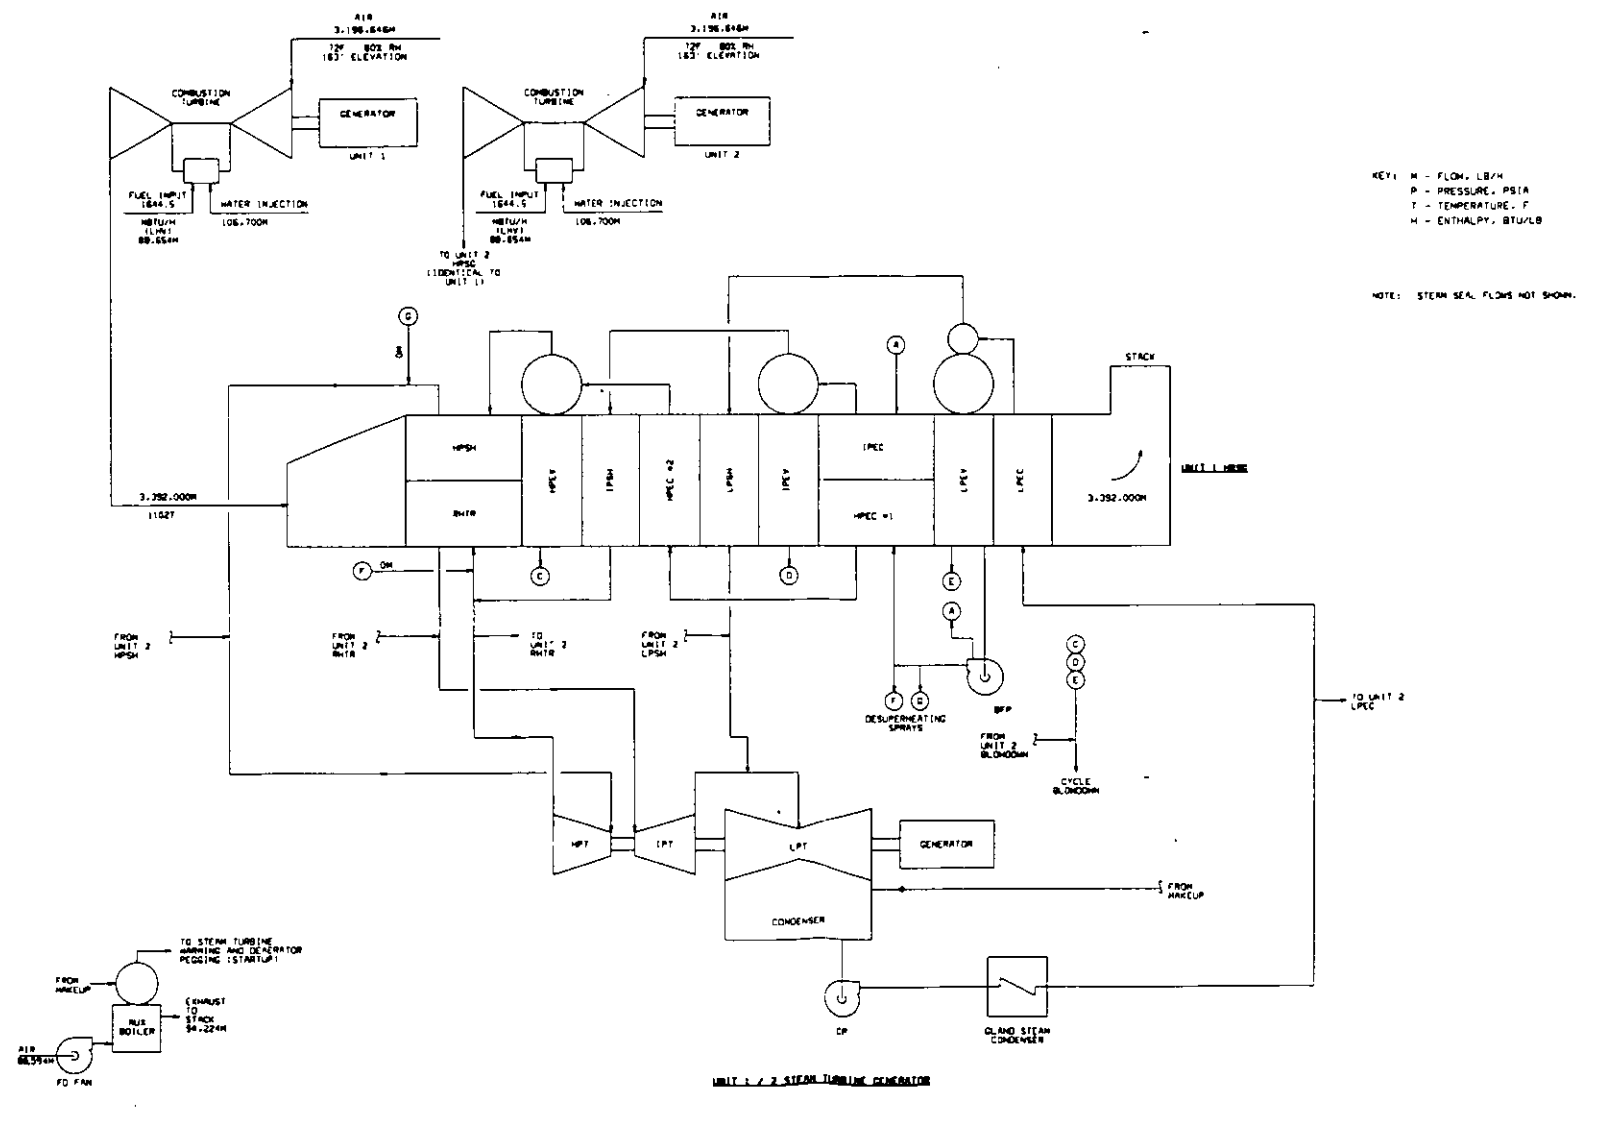 AIR
3,196,646M
72F 80% RH
163' ELEVATION
COMBUSTION
TURBINE
GENERATOR
UNIT 1
FUEL INPUT
1644.5
MBTU/H
(LHV)
88,654M
WATER INJECTION
106,700M
AIR
3,196,646M
72F 80% RH
163' ELEVATION
COMBUSTION
TURBINE
GENERATOR
UNIT 2
FUEL INPUT
1644.5
MBTU/H
(LHV)
88,654M
WATER INJECTION
106,700M
TO UNIT 2
HRSG
(IDENTICAL TO
UNIT 1)
KEY: M - FLOW, LB/H
P - PRESSURE, PSIA
T - TEMPERATURE, F
H - ENTHALPY, BTU/LB
NOTE: STEAM SEAL FLOWS NOT SHOWN.
G
0M
A
STACK
HPSH
RHTR
HPEV
IPSH
HPEC #2
LPSH
IPEV
IPEC
HPEC #1
LPEV
LPEC
3,392,000M
UNIT 1 HRSG
3,392,000M
1102T
F
0M
C
D
E
A
FROM
UNIT 2
HPSH
FROM
UNIT 2
RHTR
TO
UNIT 2
RHTR
FROM
UNIT 2
LPSH
C
D
E
F
G
DESUPERHEATING
SPRAYS
BFP
FROM
UNIT 2
BLOWDOWN
CYCLE
BLOWDOWN
TO UNIT 2
LPEC
HPT
IPT
LPT
GENERATOR
CONDENSER
FROM
MAKEUP
CP
GLAND STEAM
CONDENSER
TO STEAM TURBINE
WARMING AND DEAERATOR
PEGGING (STARTUP)
FROM
MAKEUP
AUX
BOILER
EXHAUST
TO
STACK
94,224M
AIR
88,594M
FD FAN
UNIT 1 / 2 STEAM TURBINE GENERATOR